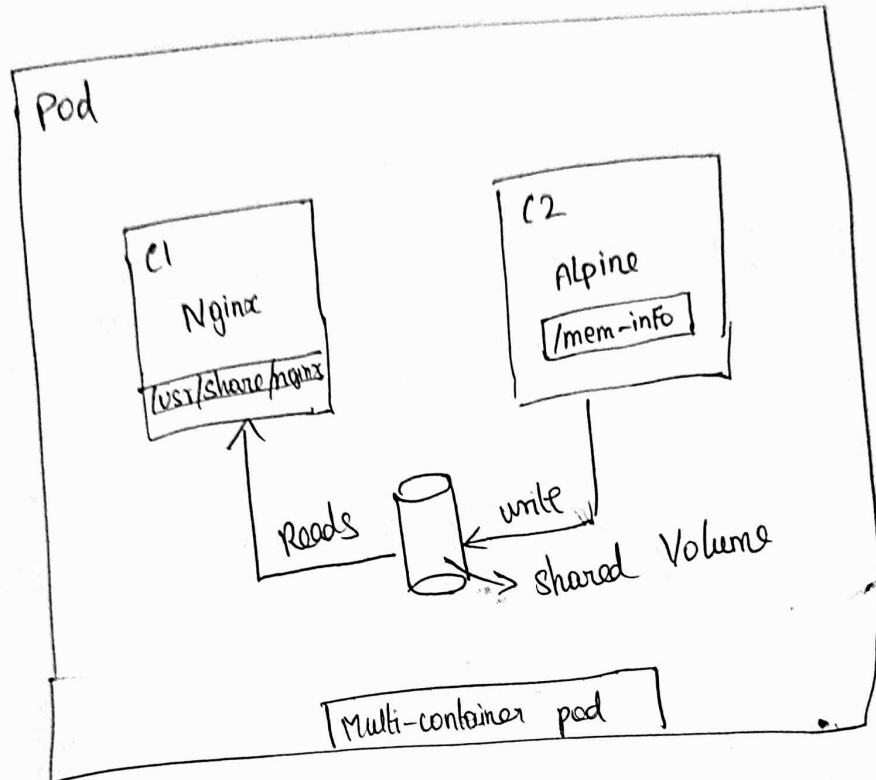 Pod
C1
Nginx
/usr/share/nginx
C2
Alpine
/mem-info
Reads
write
shared Volume
Multi-container pod